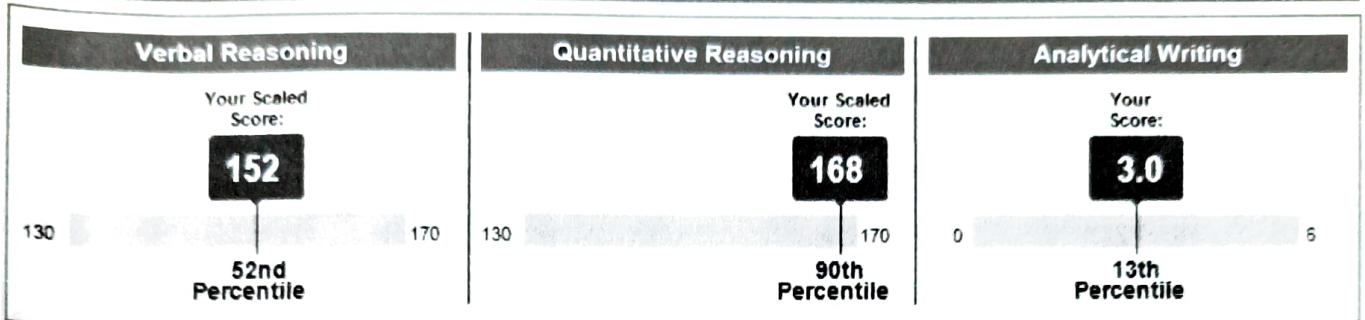 Verbal Reasoning
Your Scaled
Score:
152
130
170
52nd
Percentile
Quantitative Reasoning
Your Scaled
Score:
168
130
170
90th
Percentile
Analytical Writing
Your
Score:
3.0
0
6
13th
Percentile